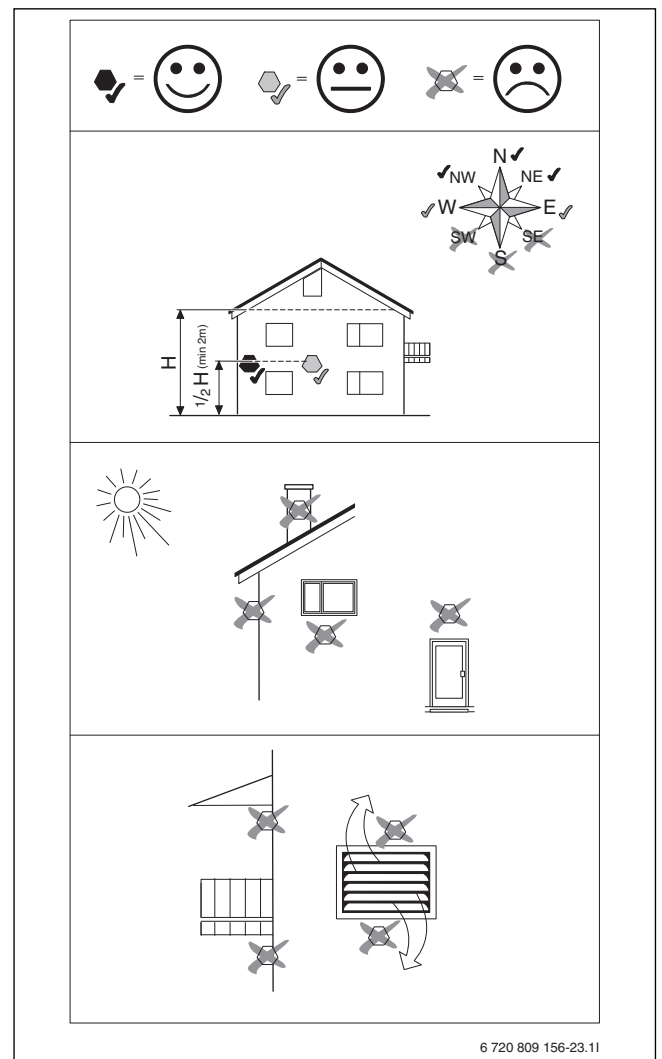 =
=
=
N
NW NE
W E
SW SE
S
H
1/2 H (min 2m)
6 720 809 156-23.1I